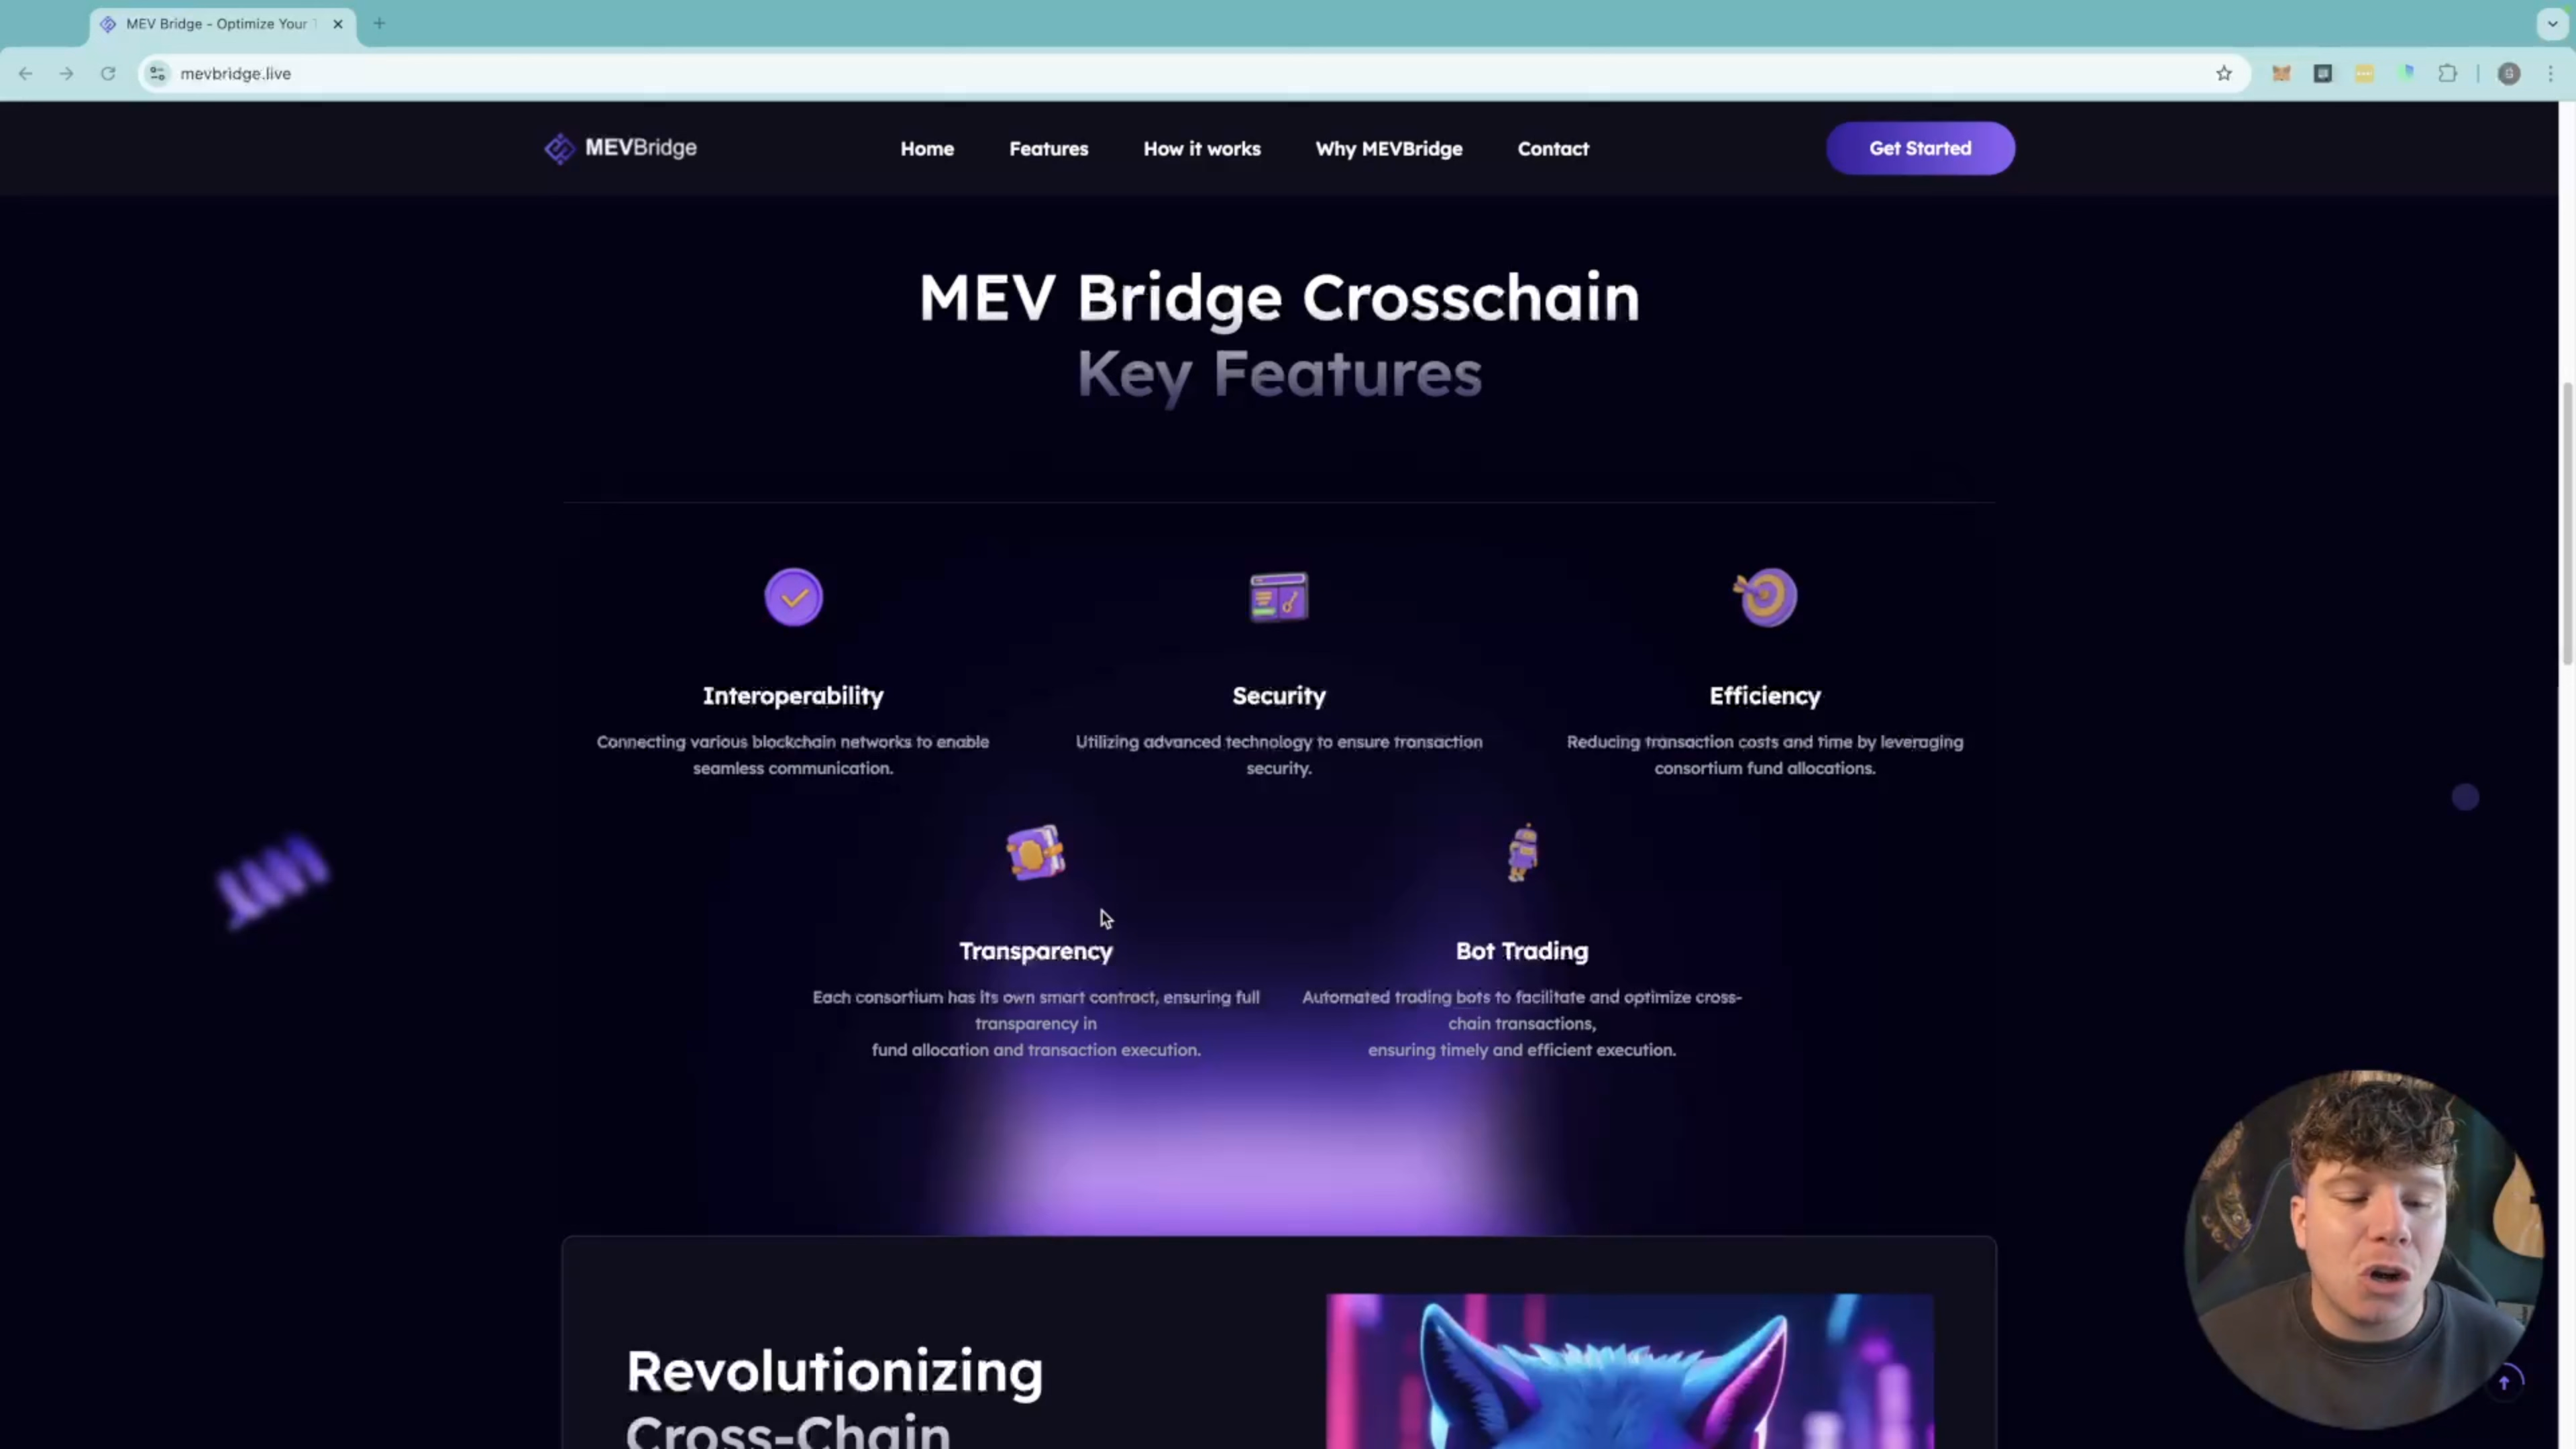 MEV Bridge - Optimize Your
mevbridge.live
MEVBridge
Home
Features
How it works
Why MEVBridge
Contact
Get Started
MEV Bridge Crosschain
Key Features
Interoperability
Connecting various blockchain networks to enable
seamless communication.
Security
Utilizing advanced technology to ensure transaction
security.
Efficiency
Reducing transaction costs and time by leveraging
consortium fund allocations.
Transparency
Each consortium has its own smart contract, ensuring full
transparency in
fund allocation and transaction execution.
Bot Trading
Automated trading bots to facilitate and optimize cross-
chain transactions,
ensuring timely and efficient execution.
Revolutionizing
Cross-Chain